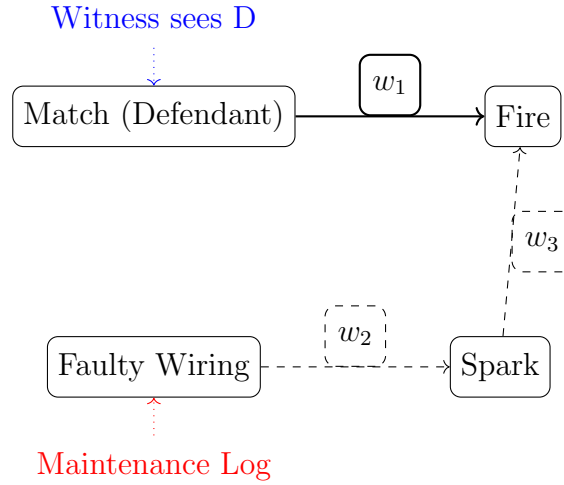 Witness sees D
w₁
Match (Defendant)
Fire
w₃
w₂
Faulty Wiring
Spark
Maintenance Log